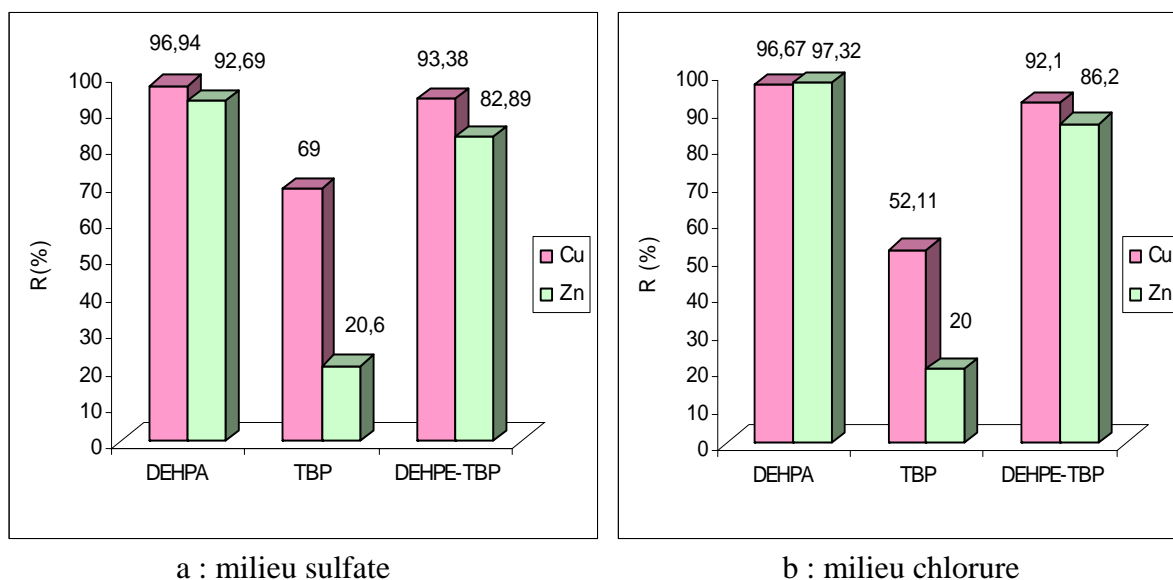 96,94
92,69
69
20,6
93,38
82,89
R(%)
100
90
80
70
60
50
40
30
20
10
0
DEHPA
TBP
DEHPE-TBP
Cu
Zn
a : milieu sulfate
96,67
97,32
52,11
20
92,1
86,2
R (%)
100
90
80
70
60
50
40
30
20
10
0
DEHPA
TBP
DEHPE-TBP
Cu
Zn
b : milieu chlorure